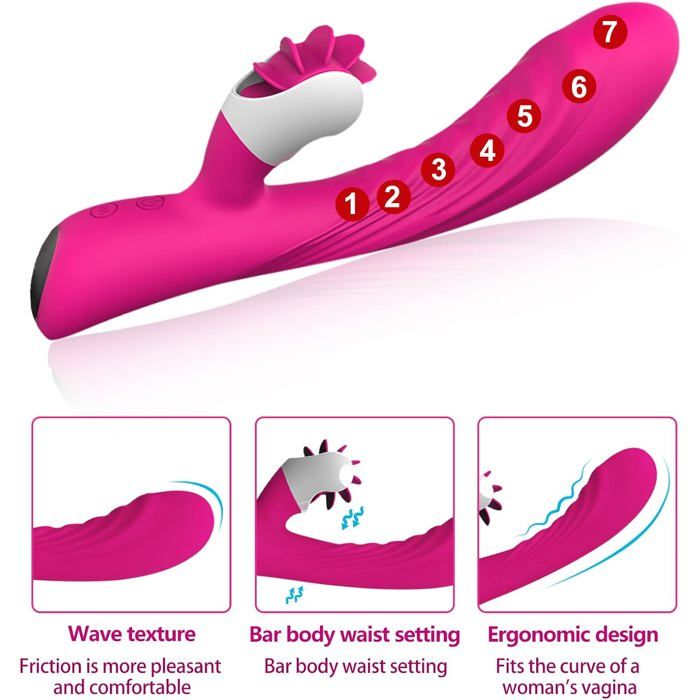 7
6
5
4
3
2
1
Wave texture
Friction is more pleasant
and comfortable
Bar body waist setting
Bar body waist setting
Ergonomic design
Fits the curve of a
woman's vagina